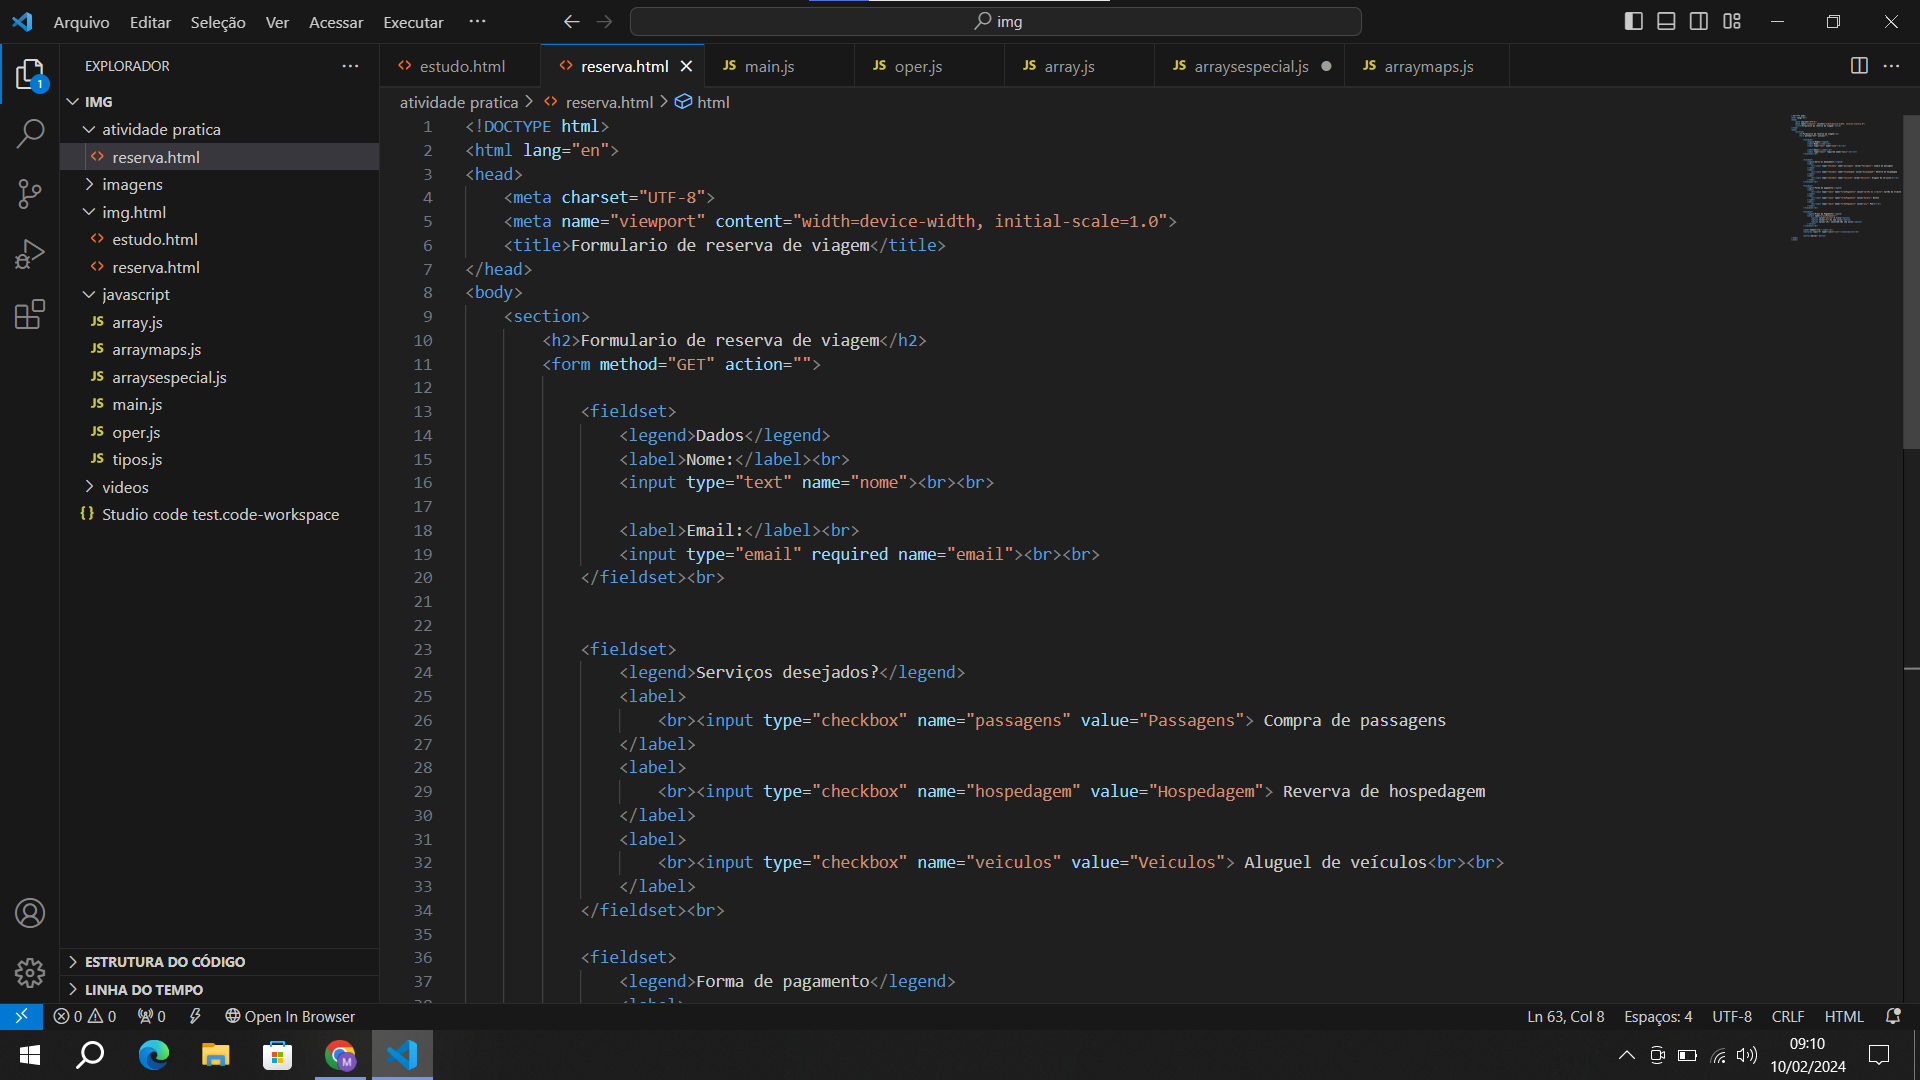 Arquivo Editar Seleção Ver Acessar Executar ···
img
EXPLORADOR
IMG
atividade pratica
reserva.html
imagens
img.html
estudo.html
reserva.html
javascript
JS array.js
JS arraymaps.js
JS arraysespecial.js
JS main.js
JS oper.js
JS tipos.js
videos
{} Studio code test.code-workspace
ESTRUTURA DO CÓDIGO
LINHA DO TEMPO
1
<> estudo.html <> reserva.html JS main.js JS oper.js JS array.js JS arraysespecial.js JS arraymaps.js
atividade pratica > <> reserva.html > html
1 <!DOCTYPE html>
2 <html lang="en">
3 <head>
4 <meta charset="UTF-8">
5 <meta name="viewport" content="width=device-width, initial-scale=1.0">
6 <title>Formulario de reserva de viagem</title>
7 </head>
8 <body>
9 <section>
10 <h2>Formulario de reserva de viagem</h2>
11 <form method="GET" action="">
12
13 <fieldset>
14 <legend>Dados</legend>
15 <label>Nome:</label><br>
16 <input type="text" name="nome"><br><br>
17
18 <label>Email:</label><br>
19 <input type="email" required name="email"><br><br>
20 </fieldset><br>
21
22
23 <fieldset>
24 <legend>Serviços desejados?</legend>
25 <label>
26 <br><input type="checkbox" name="passagens" value="Passagens"> Compra de passagens
27 </label>
28 <label>
29 <br><input type="checkbox" name="hospedagem" value="Hospedagem"> Reverva de hospedagem
30 </label>
31 <label>
32 <br><input type="checkbox" name="veiculos" value="Veiculos"> Aluguel de veículos<br><br>
33 </label>
34 </fieldset><br>
35
36 <fieldset>
37 <legend>Forma de pagamento</legend>
0 0 0 Open In Browser
Ln 63, Col 8 Espaços: 4 UTF-8 CRLF HTML
M
09:10
10/02/2024